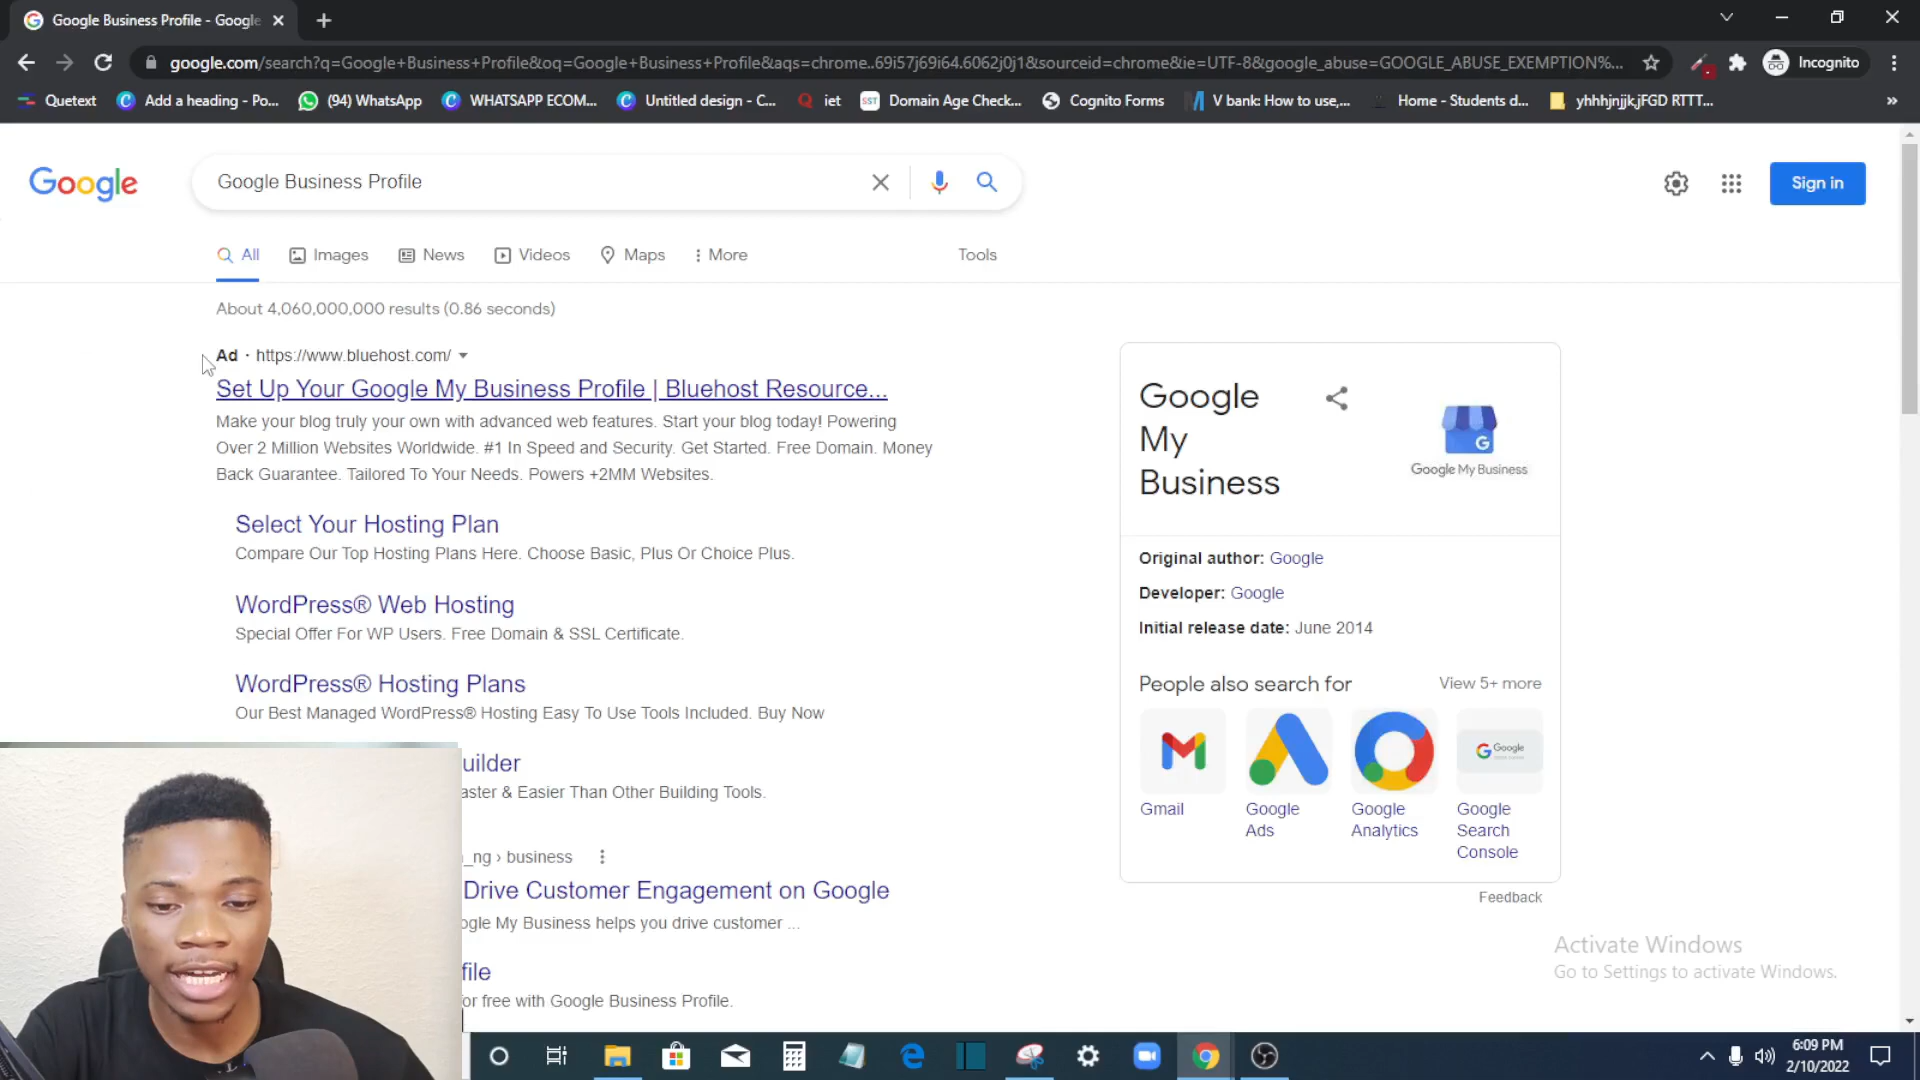 Google Business Profile - Google
google.com/search?q=Google+Business+Profile&oq=Google+Business+Profile&aqs=chrome..69i57j69i64.6062j0j1&sourceid=chrome&ie=UTF-8&google_abuse=GOOGLE_ABUSE_EXEMPTION%...
Incognito
Quetext
Add a heading - Po...
(94) WhatsApp
WHATSAPP ECOM...
Untitled design - C...
iet
SST
Domain Age Check...
Cognito Forms
V bank: How to use,...
Home - Students d...
yhhhjnjjk,jFGD RTTT...
Google
Google Business Profile
Sign in
All
Images
News
Videos
Maps
More
Tools
About 4,060,000,000 results (0.86 seconds)
Ad · https://www.bluehost.com/
Set Up Your Google My Business Profile | Bluehost Resource...
Make your blog truly your own with advanced web features. Start your blog today! Powering
Over 2 Million Websites Worldwide. #1 In Speed and Security. Get Started. Free Domain. Money
Back Guarantee. Tailored To Your Needs. Powers +2MM Websites.
Select Your Hosting Plan
Compare Our Top Hosting Plans Here. Choose Basic, Plus Or Choice Plus.
WordPress® Web Hosting
Special Offer For WP Users. Free Domain & SSL Certificate.
WordPress® Hosting Plans
Our Best Managed WordPress® Hosting Easy To Use Tools Included. Buy Now
uilder
aster & Easier Than Other Building Tools.
_ng › business
Drive Customer Engagement on Google
ogle My Business helps you drive customer ...
file
or free with Google Business Profile.
Google
My
Business
Google My Business
Original author: Google
Developer: Google
Initial release date: June 2014
People also search for
View 5+ more
Google
Gmail
Google
Ads
Google
Analytics
Google
Search
Console
Feedback
Activate Windows
Go to Settings to activate Windows.
6:09 PM
2/10/2022